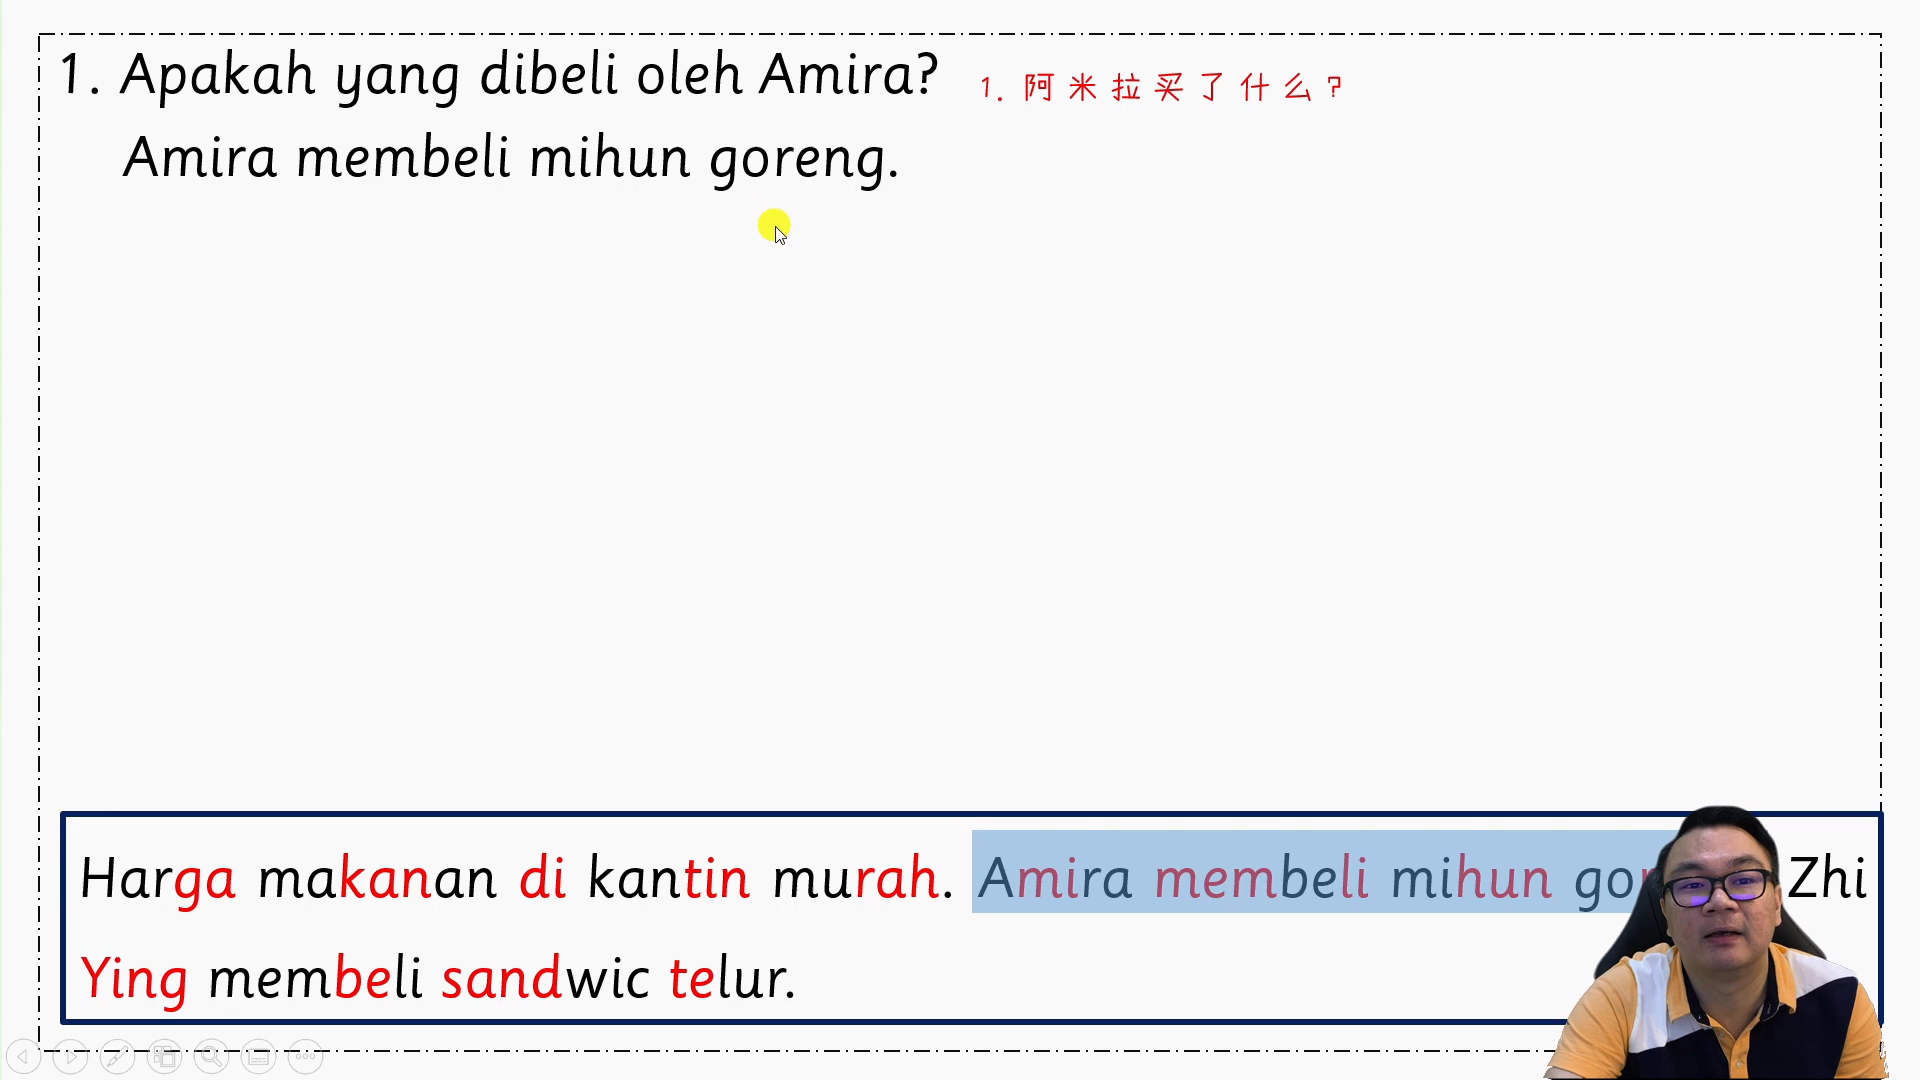 1. Apakah yang dibeli oleh Amira?
1. 阿米拉买了什么?
Amira membeli mihun goreng.
Harga makanan di kantin murah. Amira membeli mihun Zhi
Ying membeli sandwic telur.